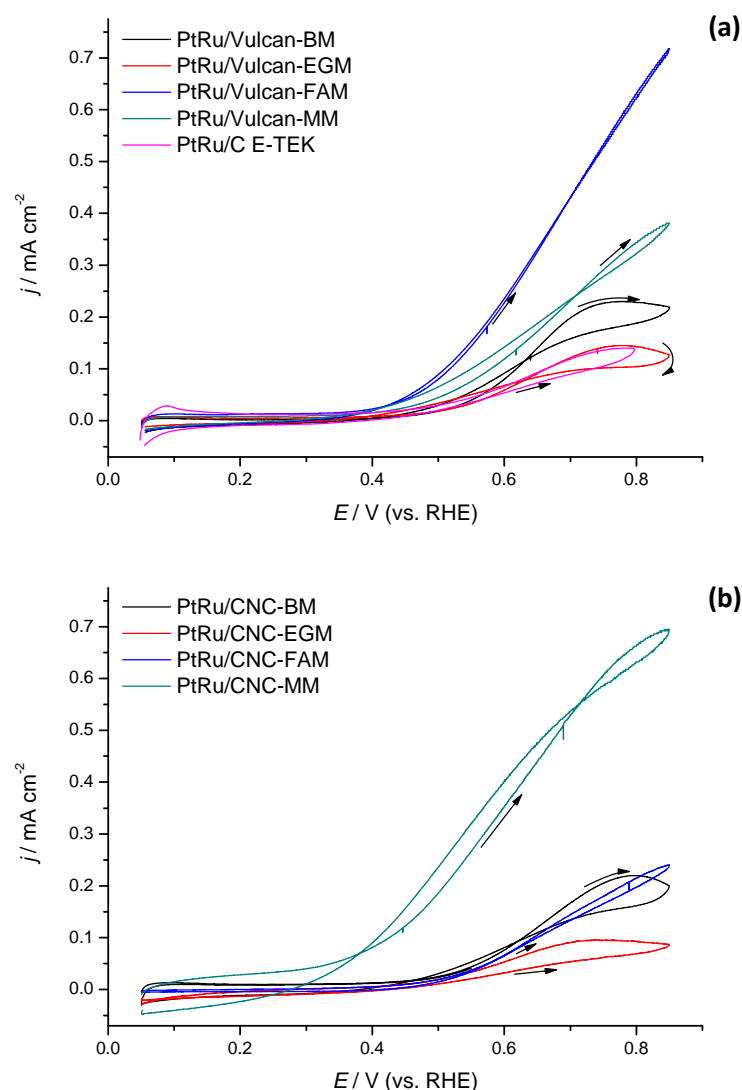 (a)
PtRu/Vulcan-BM
PtRu/Vulcan-EGM
PtRu/Vulcan-FAM
PtRu/Vulcan-MM
PtRu/C E-TEK
0.7
0.6
0.5
0.4
0.3
0.2
0.1
0.0
j / mA cm-2
0.0 0.2 0.4 0.6 0.8
E / V (vs. RHE)
(b)
PtRu/CNC-BM
PtRu/CNC-EGM
PtRu/CNC-FAM
PtRu/CNC-MM
0.7
0.6
0.5
0.4
0.3
0.2
0.1
0.0
j / mA cm-2
0.0 0.2 0.4 0.6 0.8
E / V (vs. RHE)